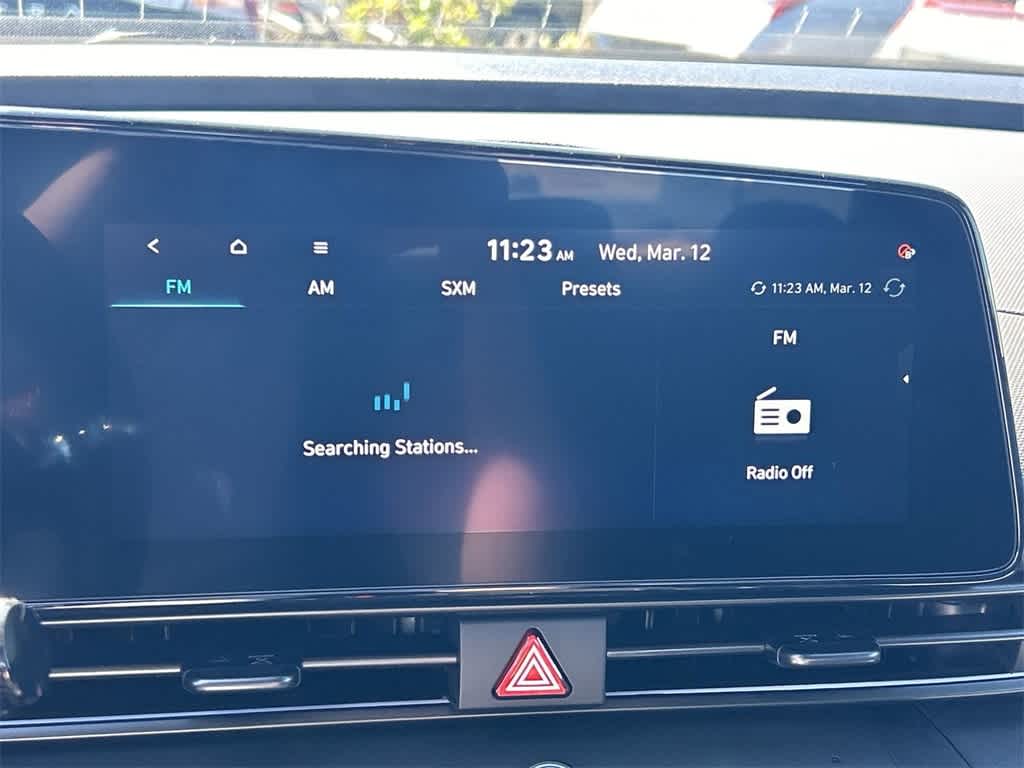 11:23 AM Wed, Mar. 12
FM AM SXM Presets 11:23 AM, Mar. 12
FM
Searching Stations...
Radio Off